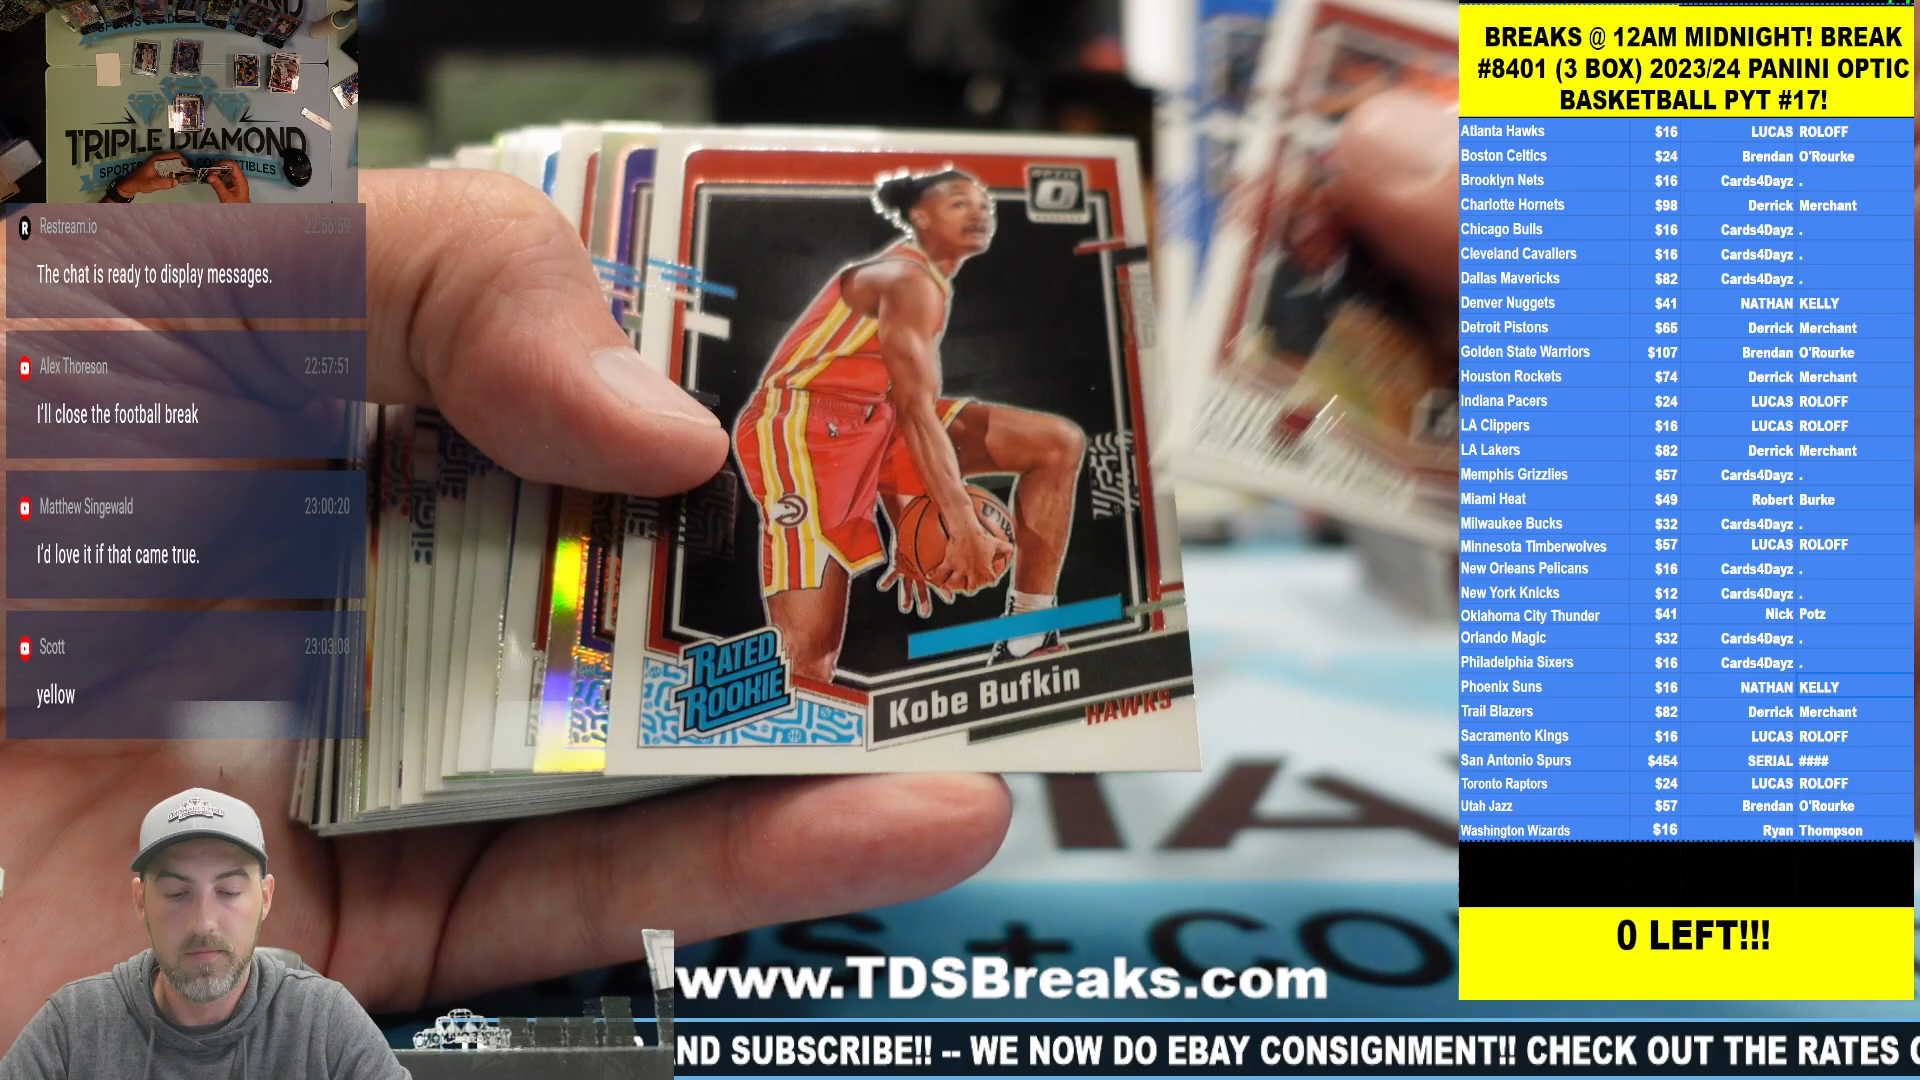 TRIPLE DIAMOND
SPORTS
Restream.io 22:56:59
The chat is ready to display messages.
Alex Thoreson 22:57:51
I'll close the football break
Matthew Singewald 23:00:20
I'd love it if that came true.
Scott 23:03:08
yellow
OPTIC
RATED
ROOKIE
Kobe Bufkin
HAWKS
www.TDSBreaks.com
ND SUBSCRIBE!! -- WE NOW DO EBAY CONSIGNMENT!! CHECK OUT THE RATES
BREAKS @ 12AM MIDNIGHT! BREAK
#8401 (3 BOX) 2023/24 PANINI OPTIC
BASKETBALL PYT #17!
Atlanta Hawks $16 LUCAS ROLOFF
Boston Celtics $24 Brendan O'Rourke
Brooklyn Nets $16 Cards4Dayz .
Charlotte Hornets $98 Derrick Merchant
Chicago Bulls $16 Cards4Dayz .
Cleveland Cavaliers $16 Cards4Dayz .
Dallas Mavericks $82 Cards4Dayz .
Denver Nuggets $41 NATHAN KELLY
Detroit Pistons $65 Derrick Merchant
Golden State Warriors $107 Brendan O'Rourke
Houston Rockets $74 Derrick Merchant
Indiana Pacers $24 LUCAS ROLOFF
LA Clippers $16 LUCAS ROLOFF
LA Lakers $82 Derrick Merchant
Memphis Grizzlies $57 Cards4Dayz .
Miami Heat $49 Robert Burke
Milwaukee Bucks $32 Cards4Dayz .
Minnesota Timberwolves $57 LUCAS ROLOFF
New Orleans Pelicans $16 Cards4Dayz .
New York Knicks $12 Cards4Dayz .
Oklahoma City Thunder $41 Nick Potz
Orlando Magic $32 Cards4Dayz .
Philadelphia Sixers $16 Cards4Dayz .
Phoenix Suns $16 NATHAN KELLY
Trail Blazers $82 Derrick Merchant
Sacramento Kings $16 LUCAS ROLOFF
San Antonio Spurs $454 SERIAL ####
Toronto Raptors $24 LUCAS ROLOFF
Utah Jazz $57 Brendan O'Rourke
Washington Wizards $16 Ryan Thompson
0 LEFT!!!